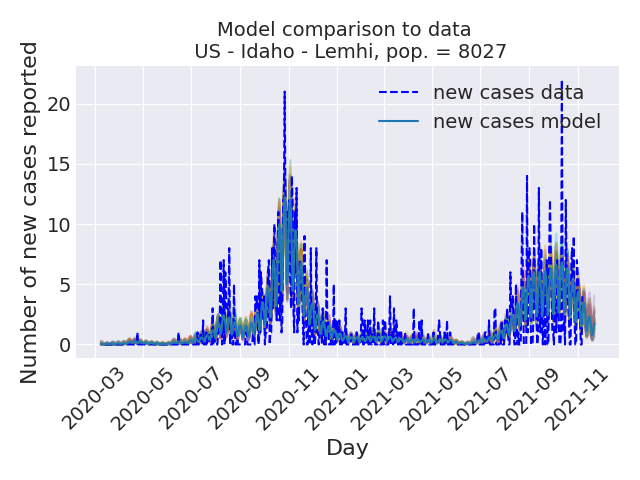 Model comparison to data
US - Idaho - Lemhi, pop. = 8027
Number of new cases reported
20
15
10
5
0
new cases data
new cases model
2020-03
2020-05
2020-07
2020-09
2020-11
2021-01
2021-03
2021-05
2021-07
2021-09
2021-11
Day